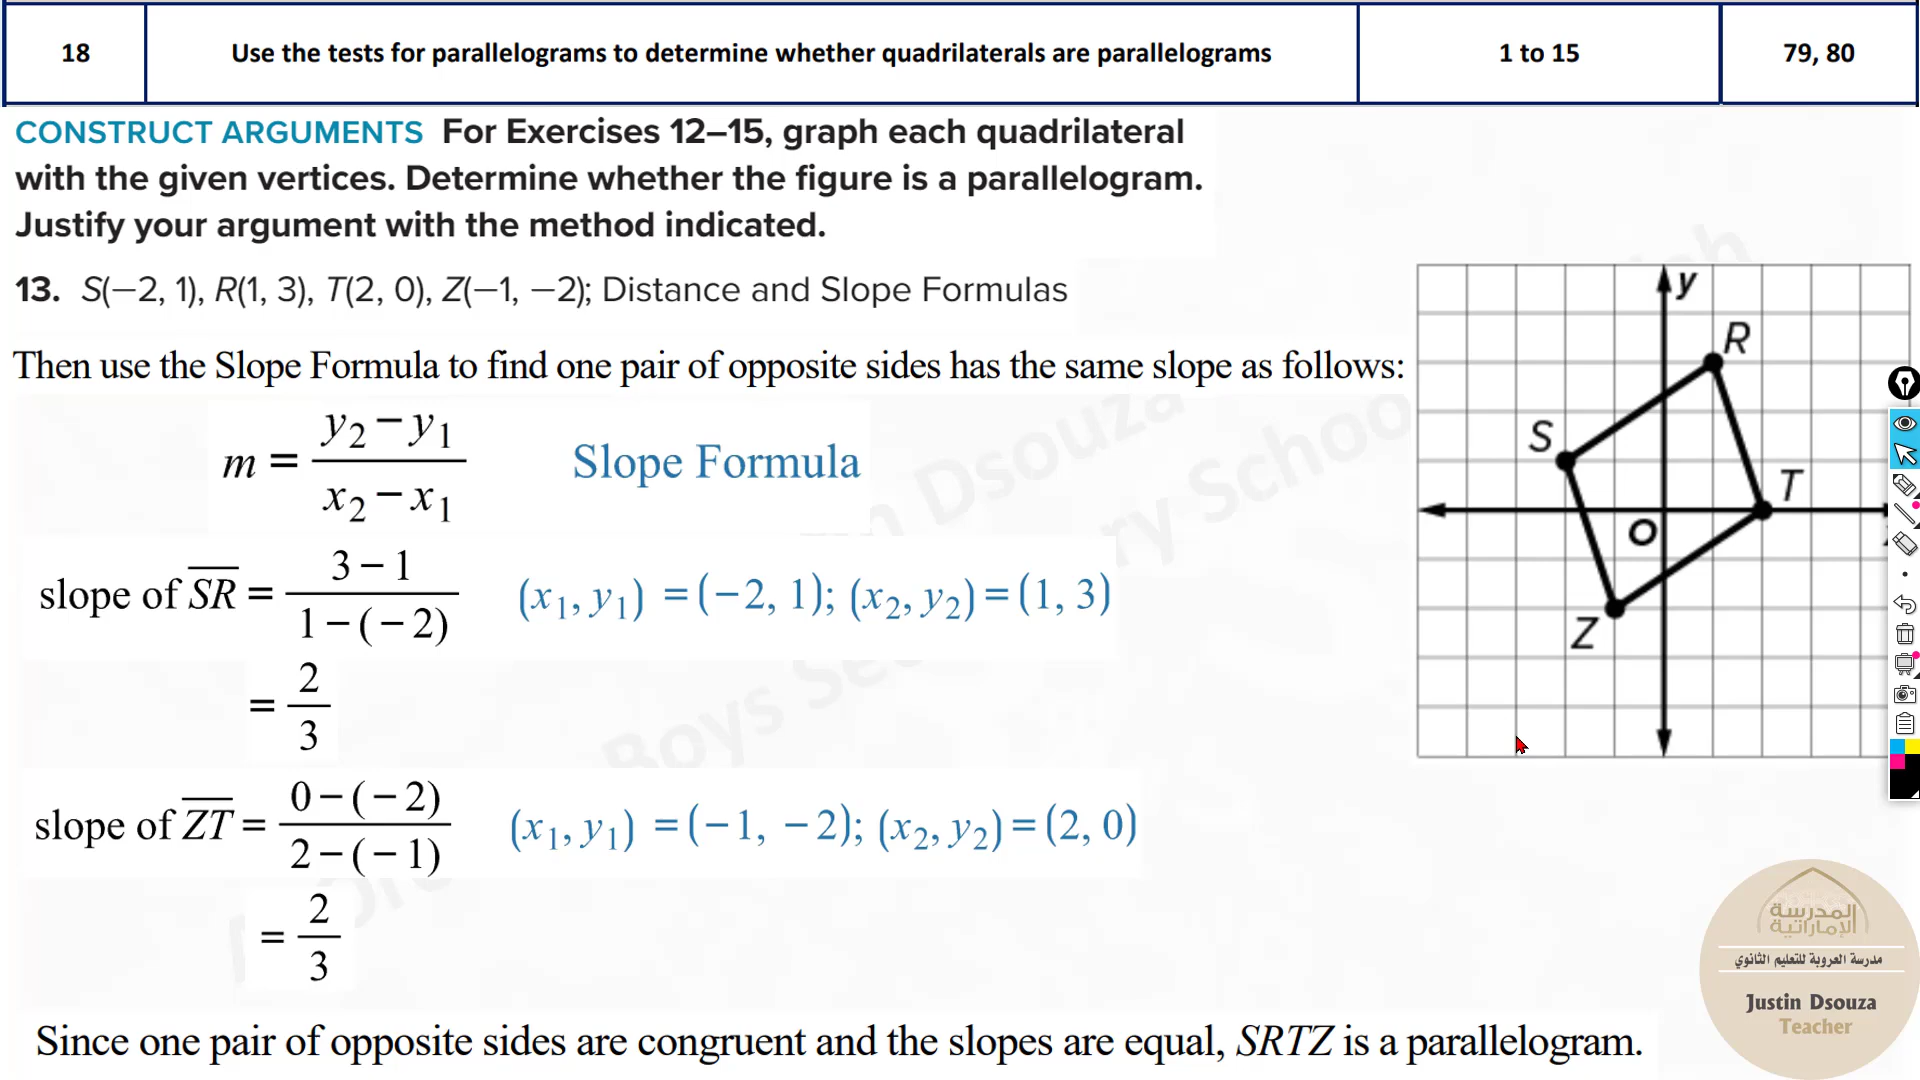 18 Use the tests for parallelograms to determine whether quadrilaterals are parallelograms 1 to 15 79, 80
CONSTRUCT ARGUMENTS For Exercises 12–15, graph each quadrilateral
with the given vertices. Determine whether the figure is a parallelogram.
Justify your argument with the method indicated.
13. S(−2, 1), R(1, 3), T(2, 0), Z(−1, −2); Distance and Slope Formulas
Then use the Slope Formula to find one pair of opposite sides has the same slope as follows:
m = (y₂ − y₁)/(x₂ − x₁) Slope Formula
slope of S̅R̅ = (3 − 1)/(1 − (−2)) (x₁, y₁) = (−2, 1); (x₂, y₂) = (1, 3)
= 2/3
slope of Z̅T̅ = (0 − (−2))/(2 − (−1)) (x₁, y₁) = (−1, −2); (x₂, y₂) = (2, 0)
= 2/3
Since one pair of opposite sides are congruent and the slopes are equal, SRTZ is a parallelogram.
y
R
S
T
O
Z
المدرسة
الإماراتية
مدرسة العروبة للتعليم الثانوي
Justin Dsouza
Teacher